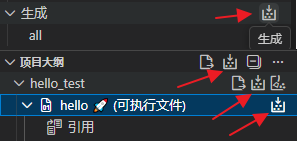 生成
all
生成
项目大纲
hello_test
hello 🚀 (可执行文件)
引用